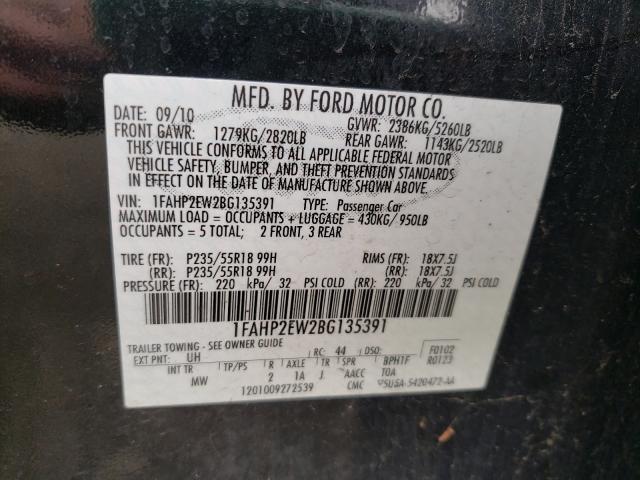 MFD. BY FORD MOTOR CO.
DATE: 09/10 GVWR: 2386KG/5260LB
FRONT GAWR: 1279KG/2820LB REAR GAWR: 1143KG/2520LB
THIS VEHICLE CONFORMS TO ALL APPLICABLE FEDERAL MOTOR
VEHICLE SAFETY, BUMPER, AND THEFT PREVENTION STANDARDS
IN EFFECT ON THE DATE OF MANUFACTURE SHOWN ABOVE.
VIN: 1FAHP2EW2BG135391 TYPE: Passenger Car
MAXIMUM LOAD = OCCUPANTS + LUGGAGE = 430KG/ 950LB
OCCUPANTS = 5 TOTAL; 2 FRONT, 3 REAR
TIRE (FR): P235/55R18 99H RIMS (FR): 18X7.5J
(RR): P235/55R18 99H (RR): 18X7.5J
PRESSURE (FR): 220 kPa/ 32 PSI COLD (RR): 220 kPa/ 32 PSI COLD
1FAHP2EW2BG135391
TRAILER TOWING - SEE OWNER GUIDE
EXT PNT: UH RC: 44 DSO: F0102
R0123
INT TR TP/PS R AXLE TR SPR BPH1F
MW 2 1A J AACC TOA
1201009272539 CMC